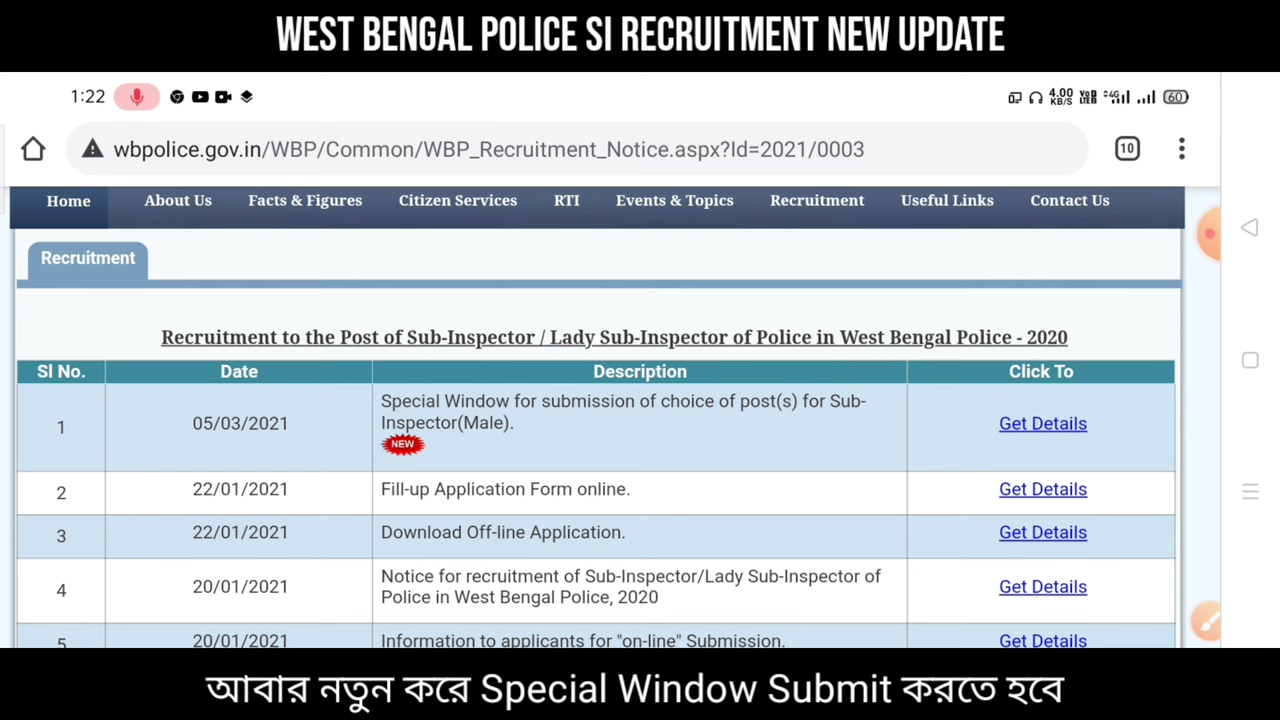 WEST BENGAL POLICE SI RECRUITMENT NEW UPDATE
1:22
4.00 KB/S VoD LTE 4G 60
wbpolice.gov.in/WBP/Common/WBP_Recruitment_Notice.aspx?Id=2021/0003 10
Home About Us Facts & Figures Citizen Services RTI Events & Topics Recruitment Useful Links Contact Us
Recruitment
Recruitment to the Post of Sub-Inspector / Lady Sub-Inspector of Police in West Bengal Police - 2020
Sl No. Date Description Click To
1 05/03/2021 Special Window for submission of choice of post(s) for Sub-
Inspector(Male). Get Details
NEW
2 22/01/2021 Fill-up Application Form online. Get Details
3 22/01/2021 Download Off-line Application. Get Details
4 20/01/2021 Notice for recruitment of Sub-Inspector/Lady Sub-Inspector of
Police in West Bengal Police, 2020 Get Details
5 20/01/2021 Information to applicants for "on-line" Submission. Get Details
আবার নতুন করে Special Window Submit করতে হবে